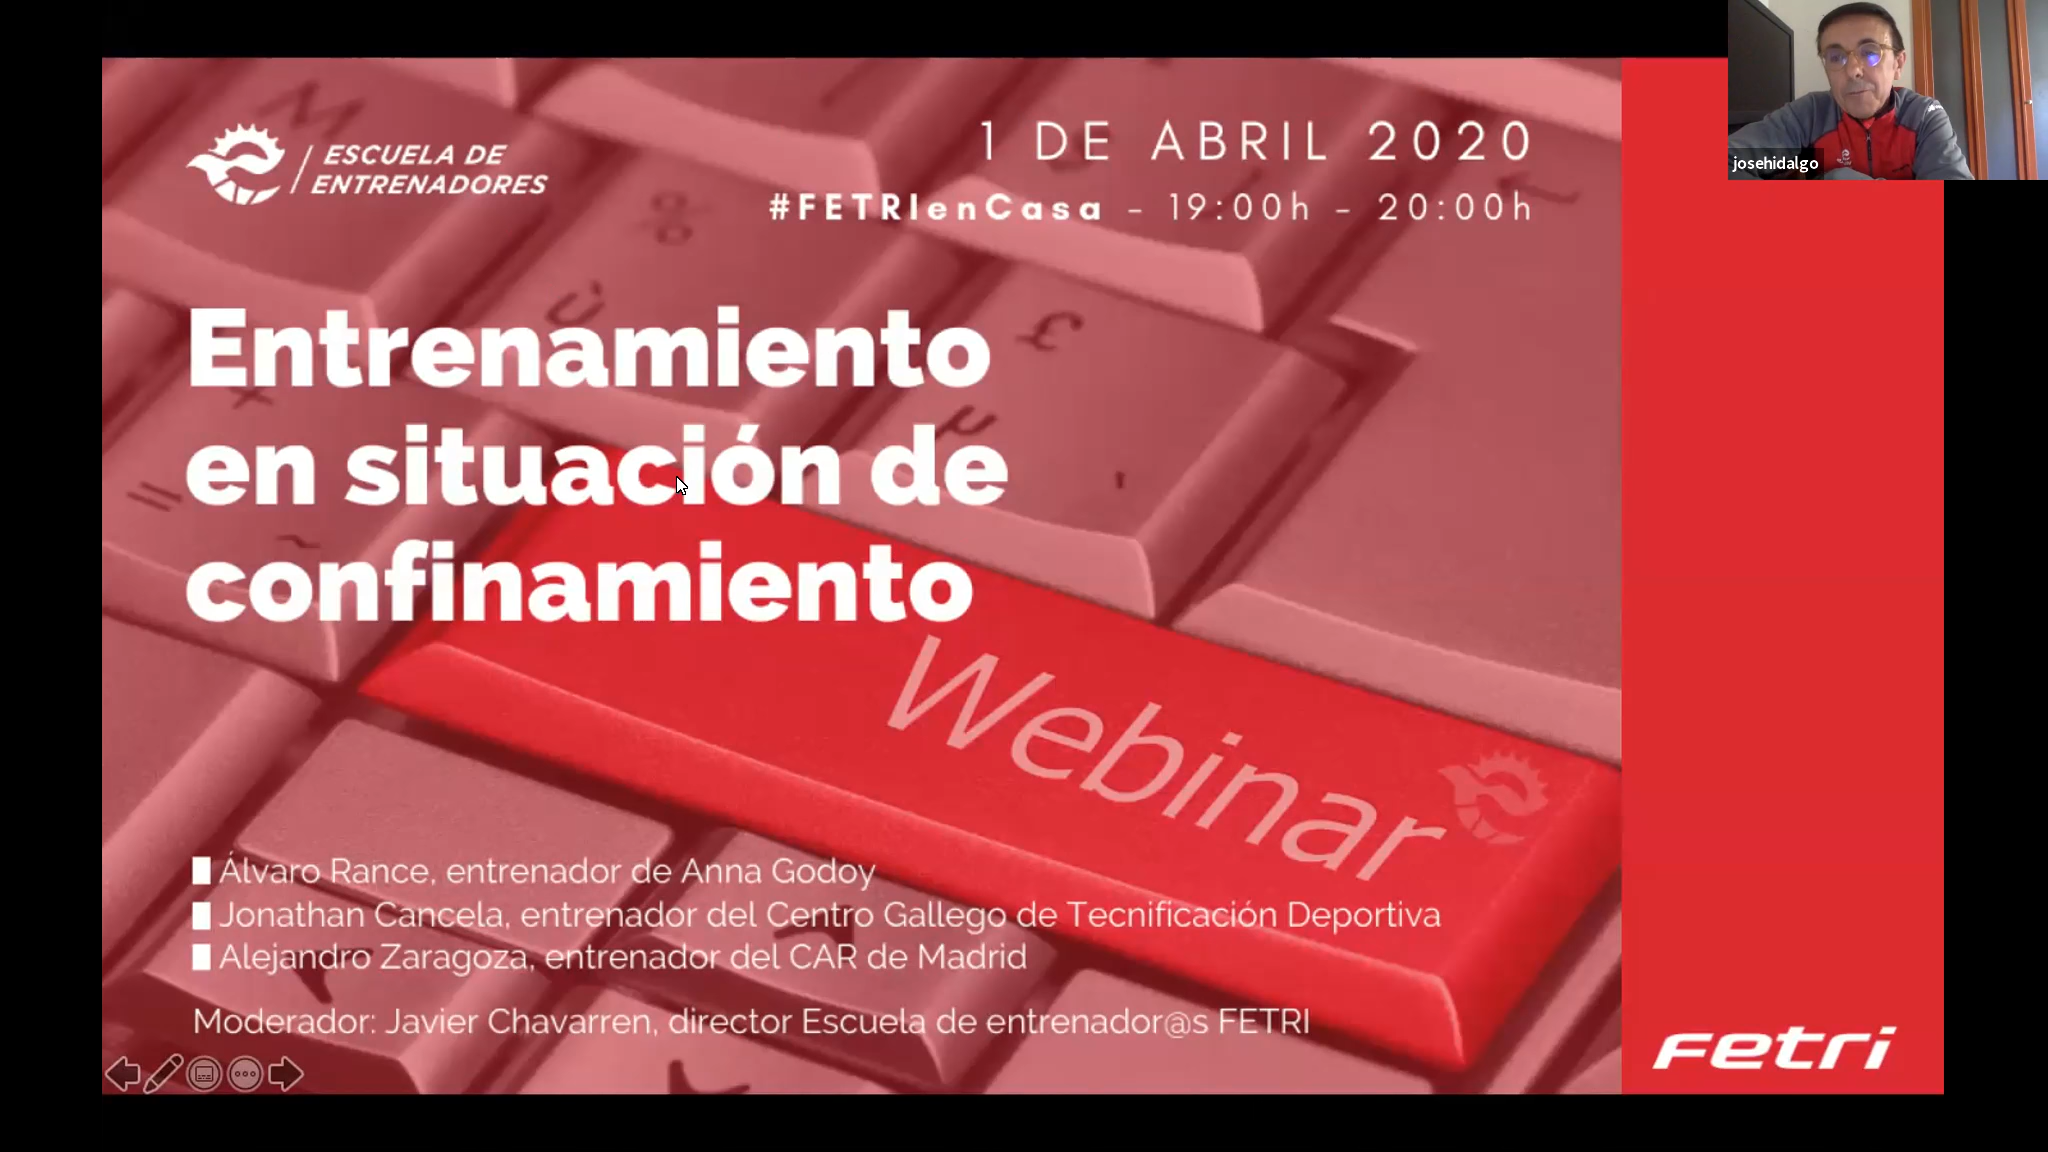 ESCUELA DE
ENTRENADORES
1 DE ABRIL 2020
#FETRIenCasa - 19:00h - 20:00h
josehidalgo
Entrenamiento
en situación de
confinamiento
Webinar
Álvaro Rance, entrenador de Anna Godoy
Jonathan Cancela, entrenador del Centro Gallego de Tecnificación Deportiva
Alejandro Zaragoza, entrenador del CAR de Madrid
Moderador: Javier Chavarren, director Escuela de entrenador@s FETRI
Fetri